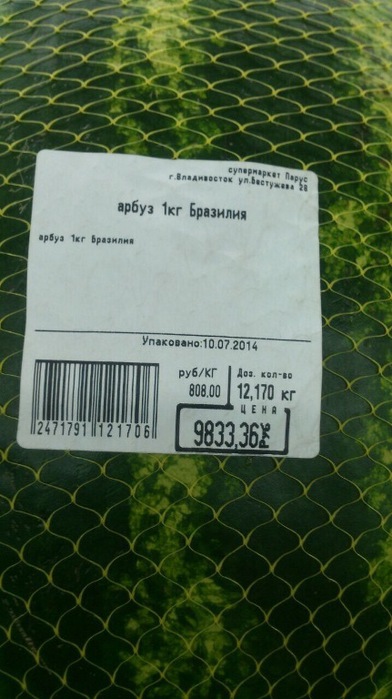 супермаркет Парус
г.Владивосток ул.Бестужева 28
арбуз 1кг Бразилия
арбуз 1кг Бразилия
Упаковано:10.07.2014
руб/КГ
808.00
Доз. кол-во
12,170 кг
ЦЕНА
9833,36
2471791 121706